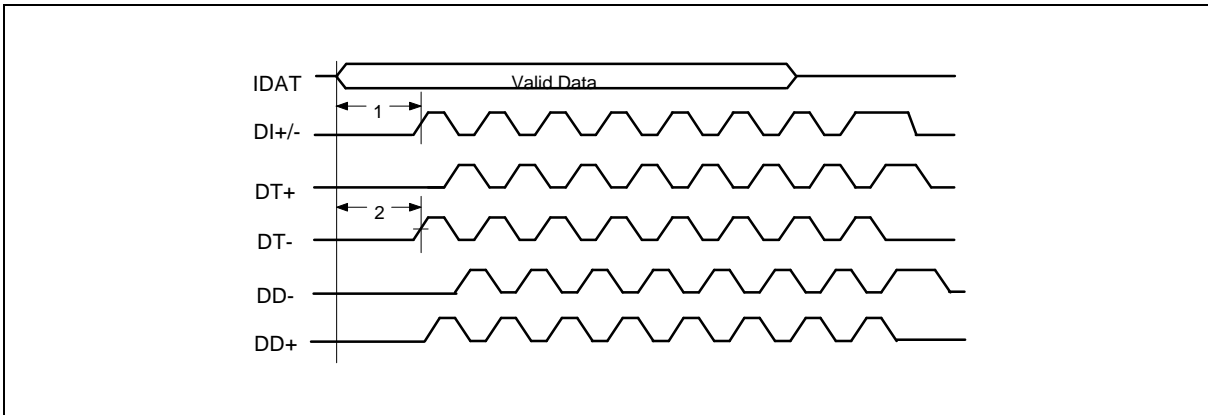 IDAT
Valid Data
1
DI+/-
DT+
2
DT-
DD-
DD+